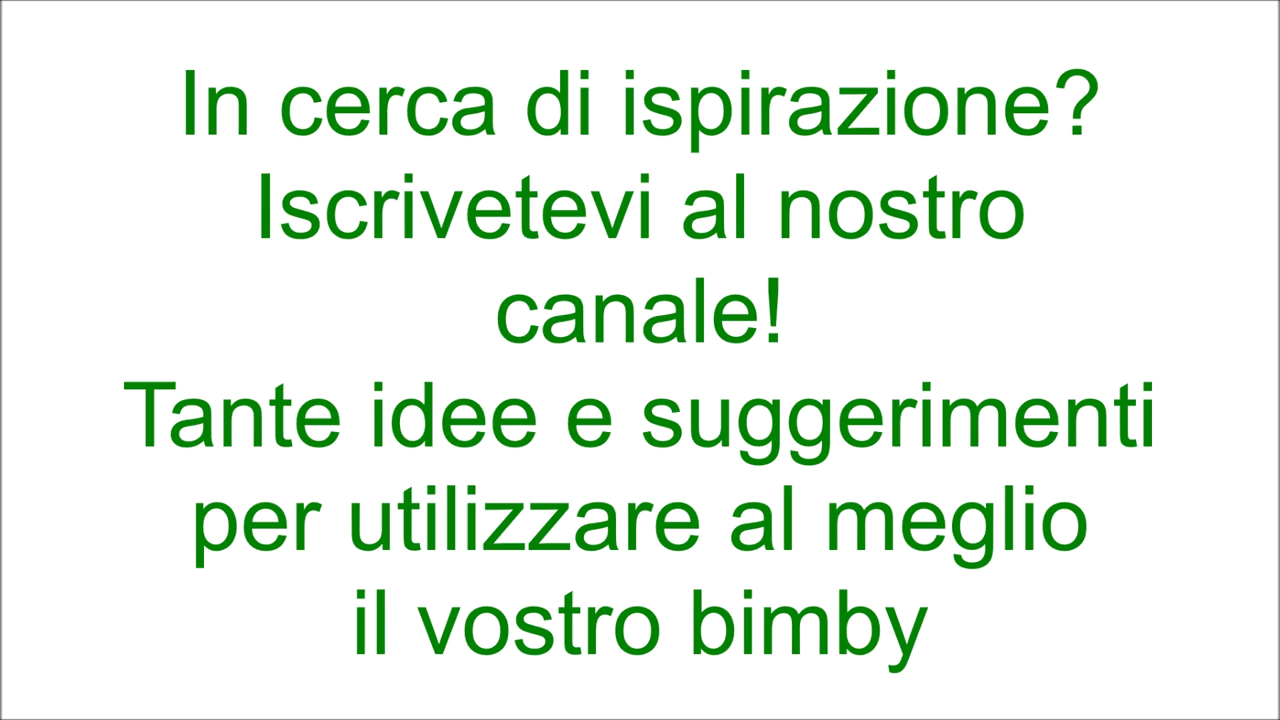 In cerca di ispirazione?
Iscrivetevi al nostro
canale!
Tante idee e suggerimenti
per utilizzare al meglio
il vostro bimby